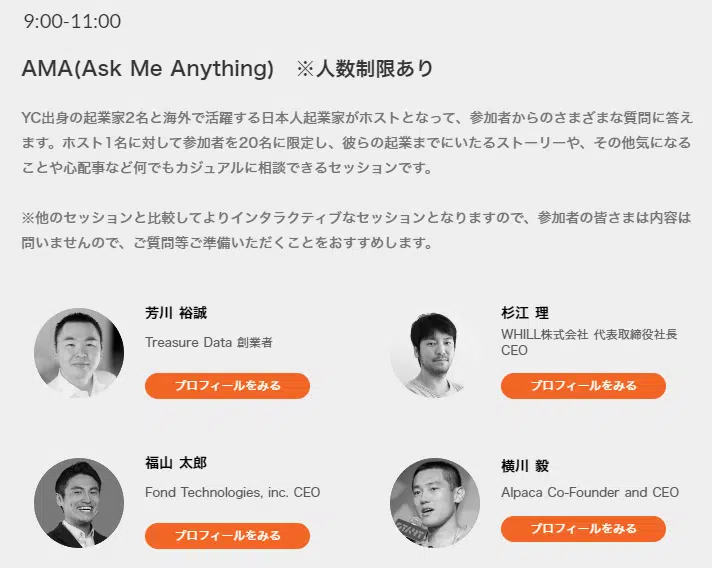 9:00-11:00
AMA(Ask Me Anything) ※人数制限あり
YC出身の起業家2名と海外で活躍する日本人起業家がホストとなって、参加者からのさまざまな質問に答え
ます。ホスト1名に対して参加者を20名に限定し、彼らの起業までにいたるストーリーや、その他気になる
ことや心配事など何でもカジュアルに相談できるセッションです。
※他のセッションと比較してよりインタラクティブなセッションとなりますので、参加者の皆さまは内容は
問いませんので、ご質問等ご準備いただくことをおすすめします。
芳川 裕誠
Treasure Data 創業者
プロフィールをみる
杉江 理
WHILL株式会社 代表取締役社長
CEO
プロフィールをみる
福山 太郎
Fond Technologies, inc. CEO
プロフィールをみる
横川 毅
Alpaca Co-Founder and CEO
プロフィールをみる